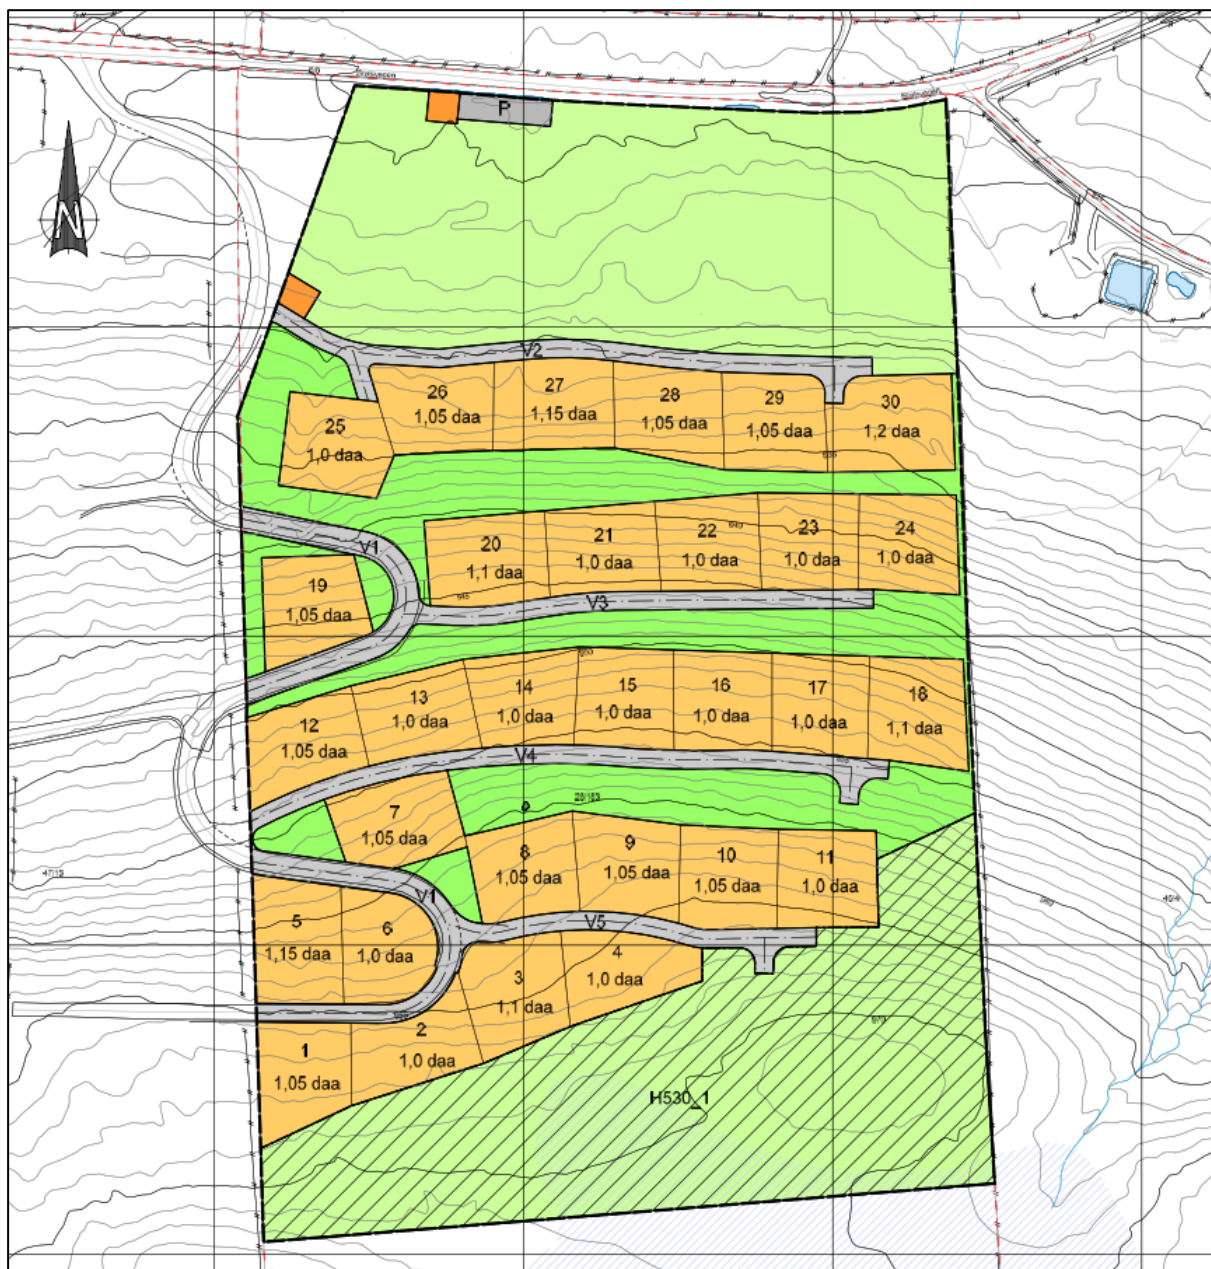 P
N
V2
26
1,05 daa
27
1,15 daa
28
1,05 daa
29
1,05 daa
30
1,2 daa
25
1,0 daa
V1
20
1,1 daa
21
1,0 daa
22
1,0 daa
23
1,0 daa
24
1,0 daa
19
1,05 daa
V3
12
1,05 daa
13
1,0 daa
14
1,0 daa
15
1,0 daa
16
1,0 daa
17
1,0 daa
18
1,1 daa
V4
7
1,05 daa
8
1,05 daa
9
1,05 daa
10
1,05 daa
11
1,0 daa
V1
5
1,15 daa
6
1,0 daa
V5
3
1,1 daa
4
1,0 daa
1
1,05 daa
2
1,0 daa
970
H530_1